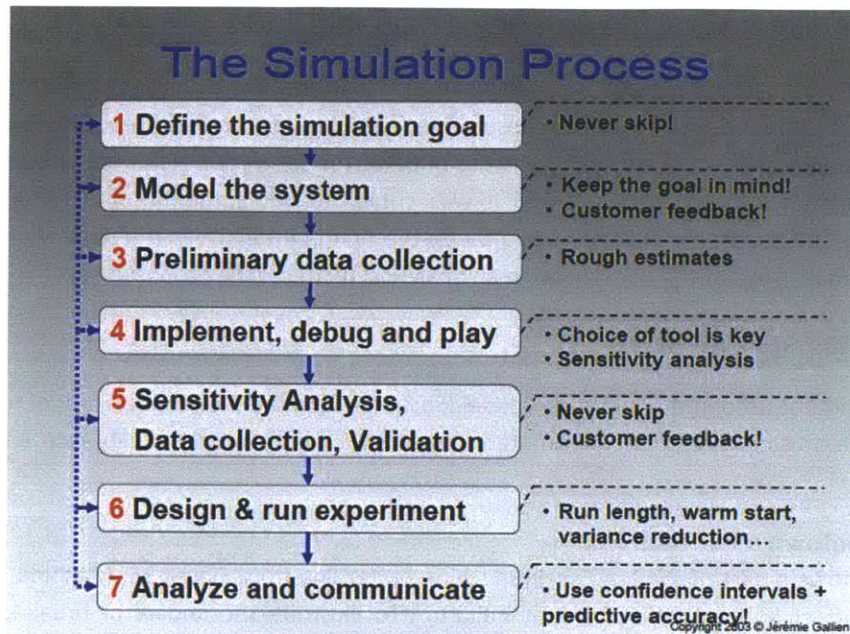 The Simulation Process
1 Define the simulation goal
• Never skip!
2 Model the system
• Keep the goal in mind!
• Customer feedback!
3 Preliminary data collection
• Rough estimates
4 Implement, debug and play
• Choice of tool is key
• Sensitivity analysis
5 Sensitivity Analysis,
Data collection, Validation
• Never skip
• Customer feedback!
6 Design & run experiment
• Run length, warm start,
variance reduction...
7 Analyze and communicate
• Use confidence intervals +
predictive accuracy!
Copyright 2003 © Jérémie Gallien